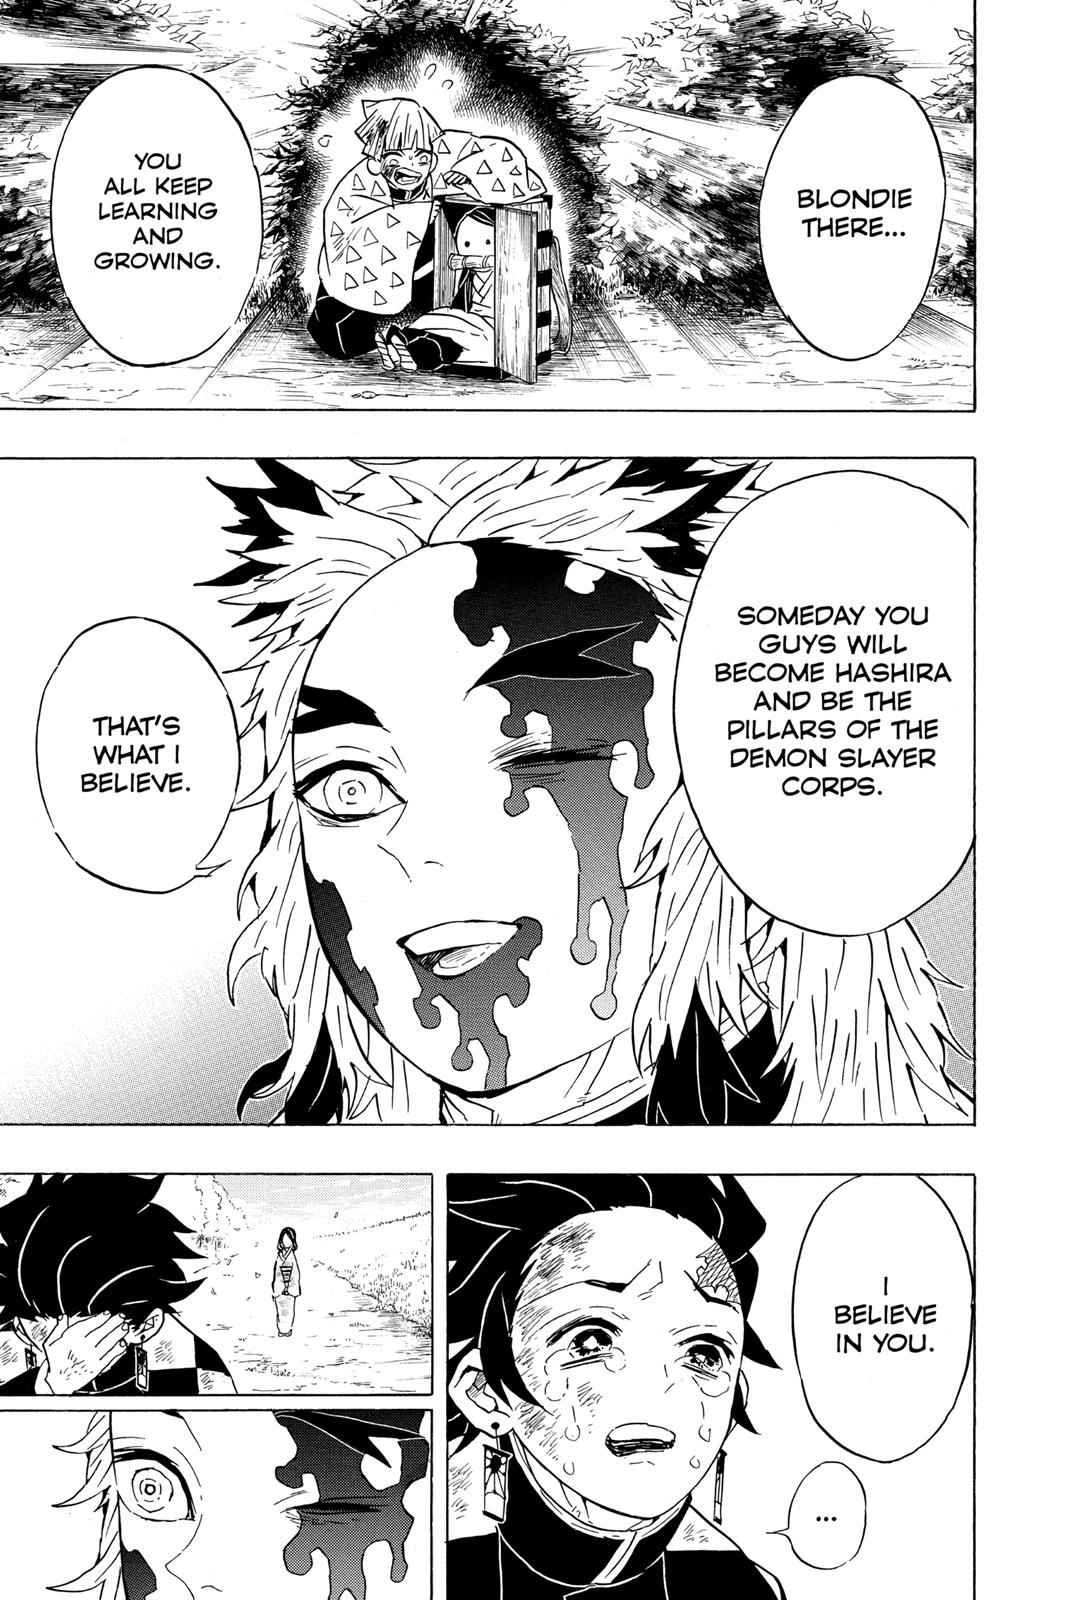 BLONDIE
THERE...
YOU
ALL KEEP
LEARNING
AND
GROWING.
SOMEDAY YOU
GUYS WILL
BECOME HASHIRA
AND BE THE
PILLARS OF THE
DEMON SLAYER
CORPS.
THAT'S
WHAT I
BELIEVE.
I
BELIEVE
IN YOU.
...